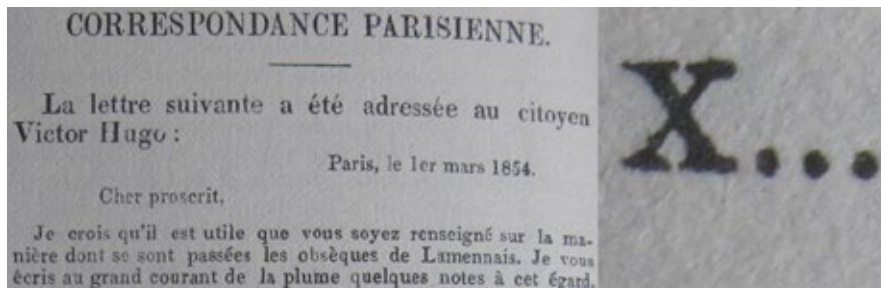 CORRESPONDANCE PARISIENNE.
La lettre suivante a été adressée au citoyen
Victor Hugo :
Paris, le 1er mars 1854.
Cher proscrit,
Je crois qu'il est utile que vous soyez renseigné sur la ma-
nière dont se sont passées les obsèques de Lamennais. Je vous
écris au grand courant de la plume quelques notes à cet égard.
X...